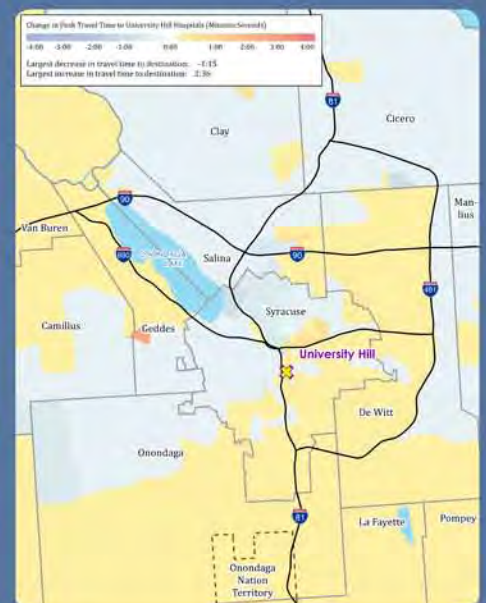 Change in Peak Travel Time to University Hill Hospitals (Minutes:Seconds)
-4:00 -3:00 -2:00 -1:00 0:00 1:00 2:00 3:00 4:00
Largest decrease in travel time to destination: -1:15
Largest increase in travel time to destination: 2:36
81
Cicero
Clay
Man-
lius
90
Van Buren
690
Salina
90
481
Syracuse
Camillus
Geddes
University Hill
De Witt
Onondaga
81
La Fayette
Pompey
Onondaga
Nation
Territory